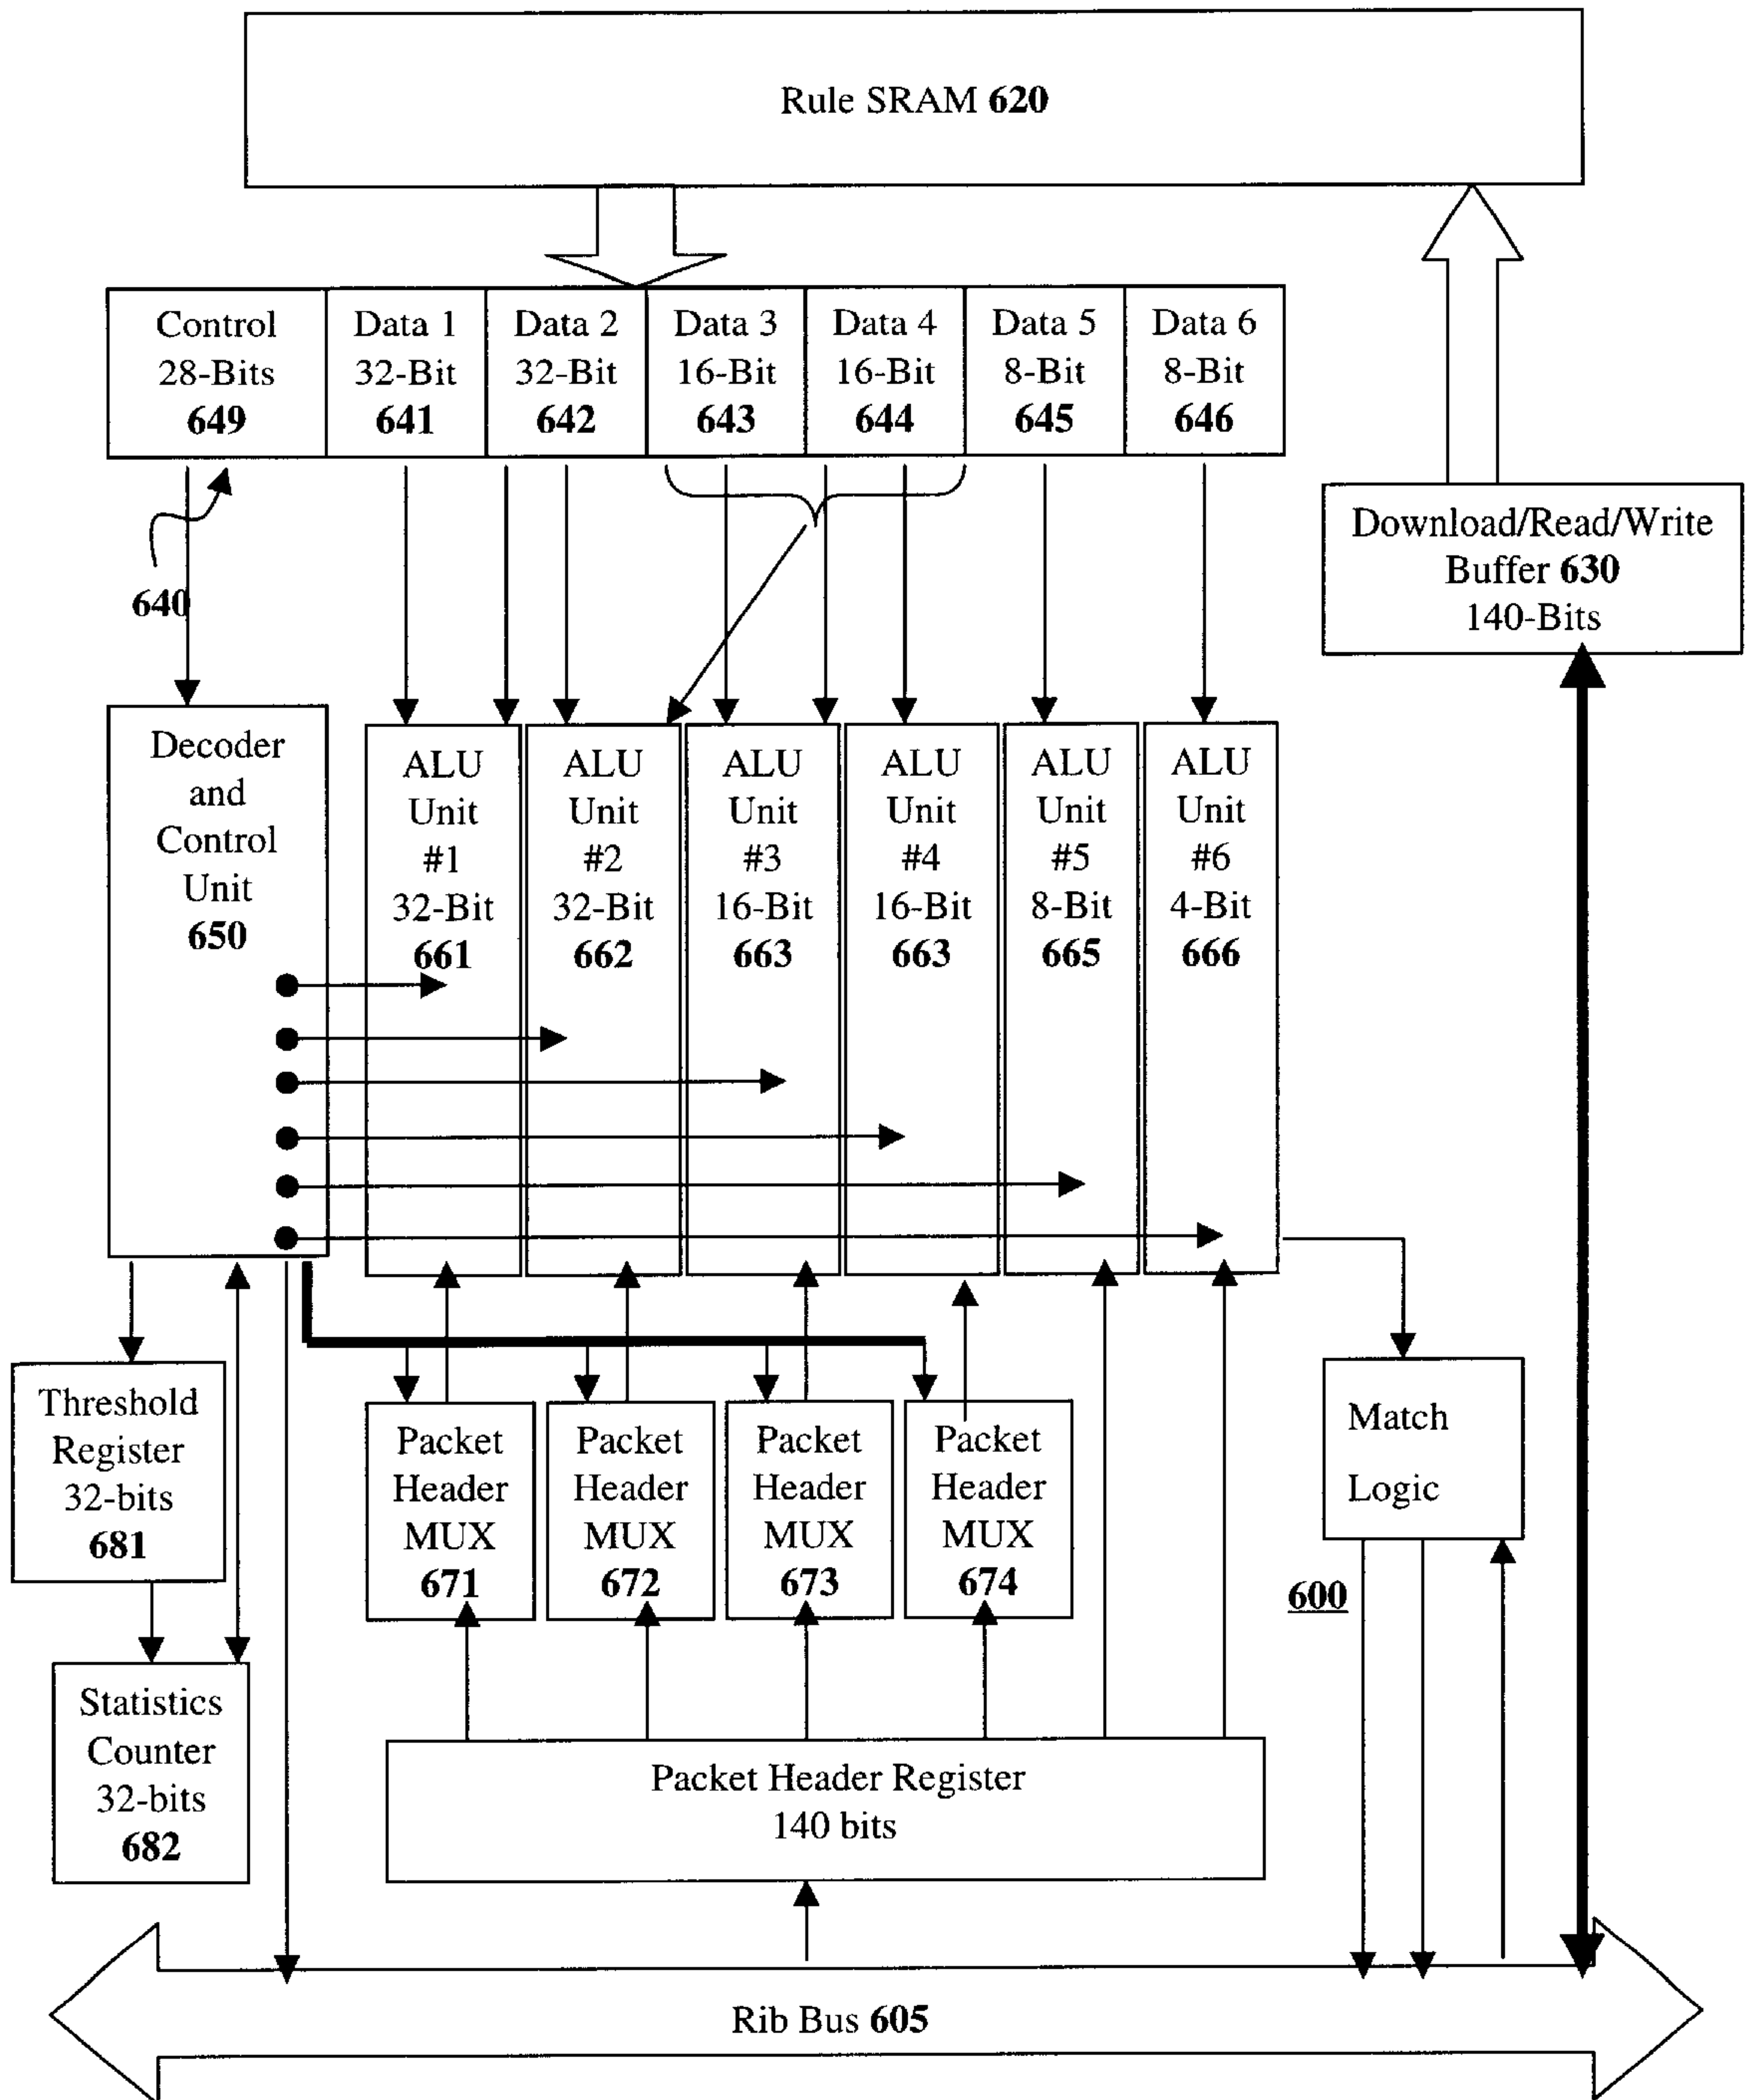 Rule SRAM 620
Control
28-Bits
649
Data 1
32-Bit
641
Data 2
32-Bit
642
Data 3
16-Bit
643
Data 4
16-Bit
644
Data 5
8-Bit
645
Data 6
8-Bit
646
Download/Read/Write
Buffer 630
140-Bits
640
Decoder
and
Control
Unit
650
ALU
Unit
#1
32-Bit
661
ALU
Unit
#2
32-Bit
662
ALU
Unit
#3
16-Bit
663
ALU
Unit
#4
16-Bit
663
ALU
Unit
#5
8-Bit
665
ALU
Unit
#6
4-Bit
666
Threshold
Register
32-bits
681
Packet
Header
MUX
671
Packet
Header
MUX
672
Packet
Header
MUX
673
Packet
Header
MUX
674
Match
Logic
600
Statistics
Counter
32-bits
682
Packet Header Register
140 bits
Rib Bus 605